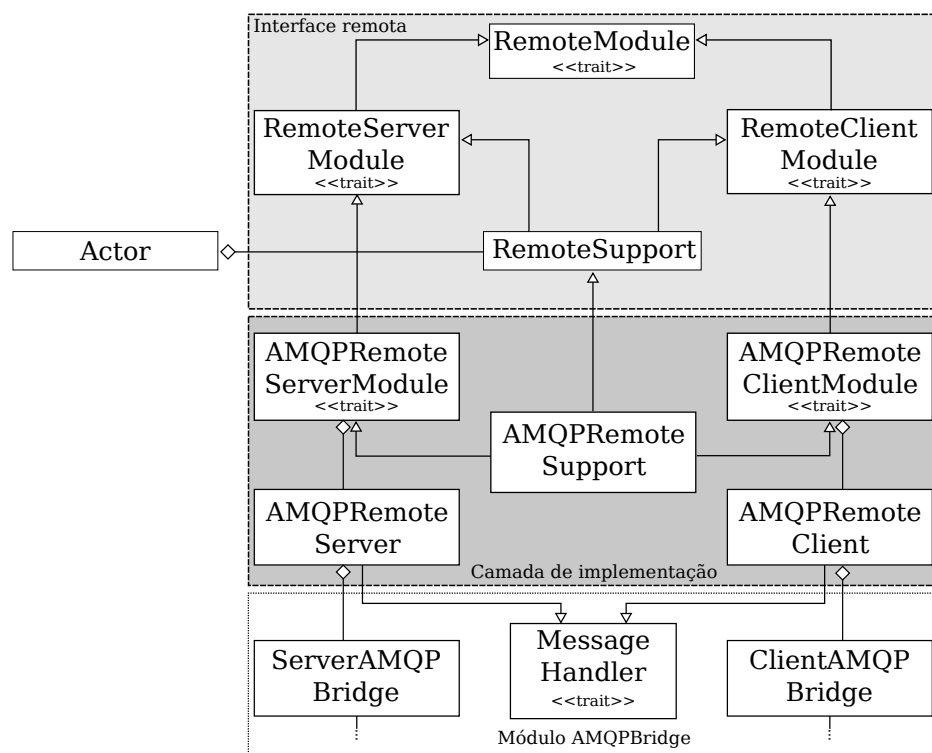 Interface remota
RemoteModule
<<trait>>
RemoteServer
Module
<<trait>>
RemoteClient
Module
<<trait>>
Actor
RemoteSupport
AMQPRemote
ServerModule
<<trait>>
AMQPRemote
ClientModule
<<trait>>
AMQPRemote
Support
AMQPRemote
Server
AMQPRemote
Client
Camada de implementação
Message
Handler
<<trait>>
ServerAMQP
Bridge
ClientAMQP
Bridge
Módulo AMQPBridge